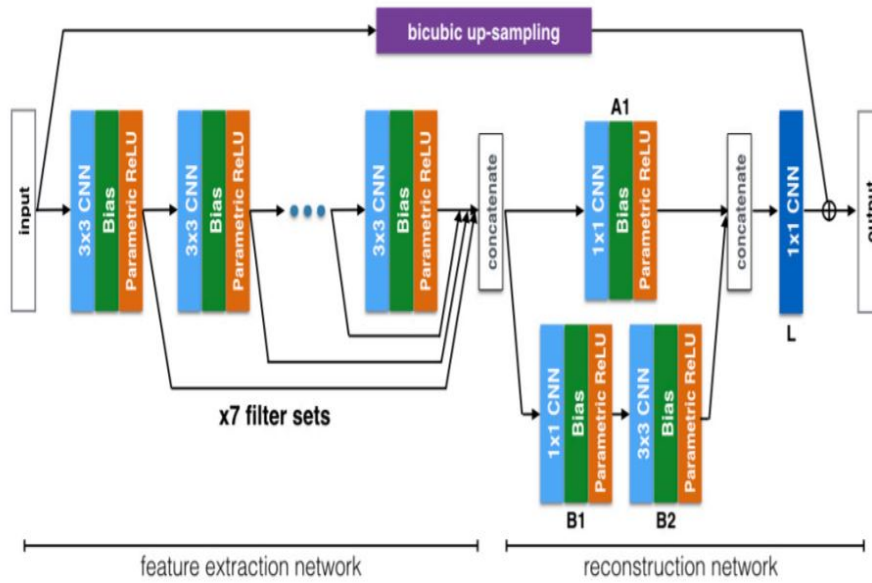 bicubic up-sampling
input
3x3 CNN
Bias
Parametric ReLU
3x3 CNN
Bias
Parametric ReLU
3x3 CNN
Bias
Parametric ReLU
concatenate
A1
1x1 CNN
Bias
Parametric ReLU
concatenate
1x1 CNN
L
output
1x1 CNN
Bias
Parametric ReLU
B1
3x3 CNN
Bias
Parametric ReLU
B2
x7 filter sets
feature extraction network
reconstruction network